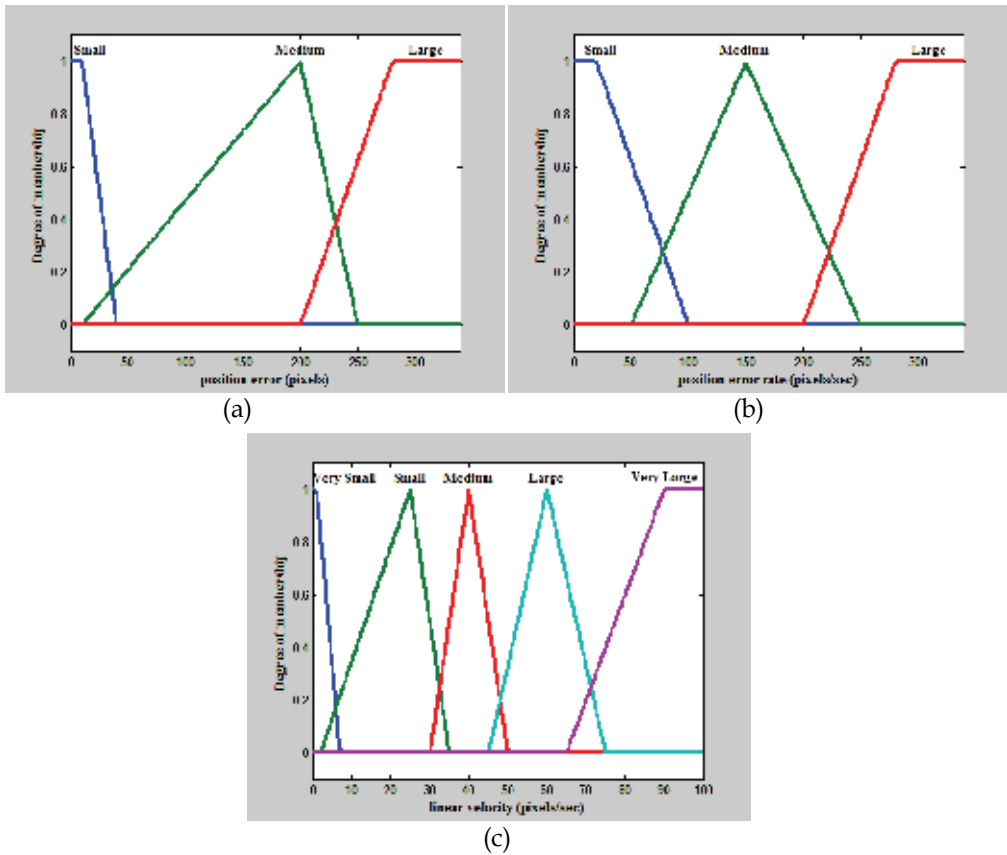 Small Medium Large
1
0.8
0.6
0.4
0.2
0
Degree of membership
0 50 100 150 200 250 300
position error (pixels)
(a)
Small Medium Large
1
0.8
0.6
0.4
0.2
0
Degree of membership
0 50 100 150 200 250 300
position error rate (pixels/sec)
(b)
Very Small Small Medium Large Very Large
1
0.8
0.6
0.4
0.2
0
Degree of membership
0 10 20 30 40 50 60 70 80 90 100
linear velocity (pixels/sec)
(c)